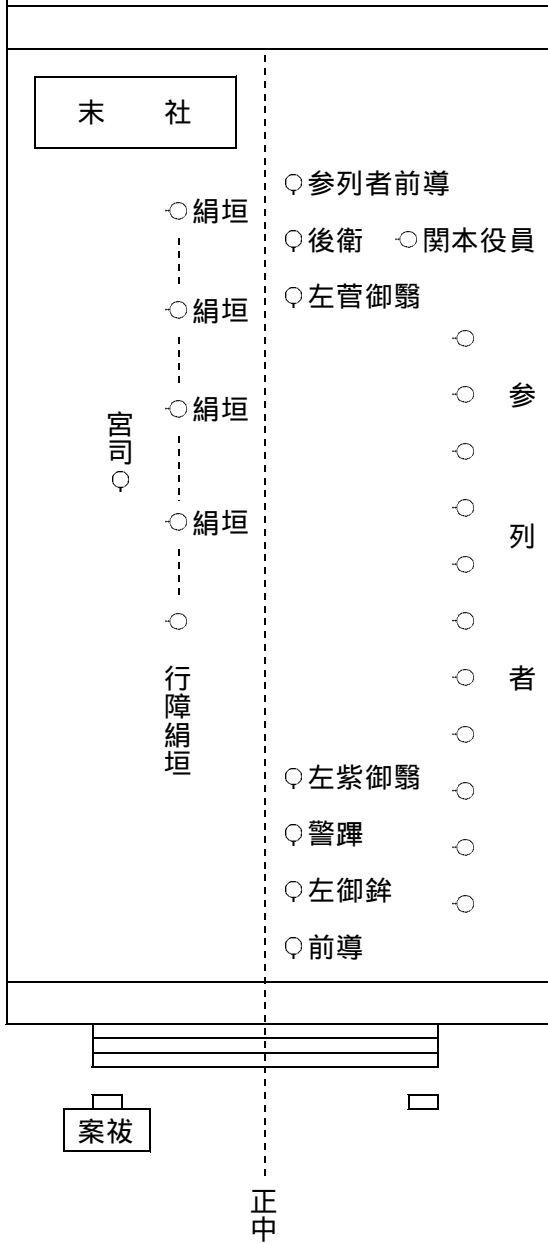 末 社
参列者前導
絹垣
後衛 関本役員
左菅御翳
絹垣
絹垣
宮司
絹垣
参列者
行障絹垣
左紫御翳
警蹕
左御鉾
前導
案祓
正中